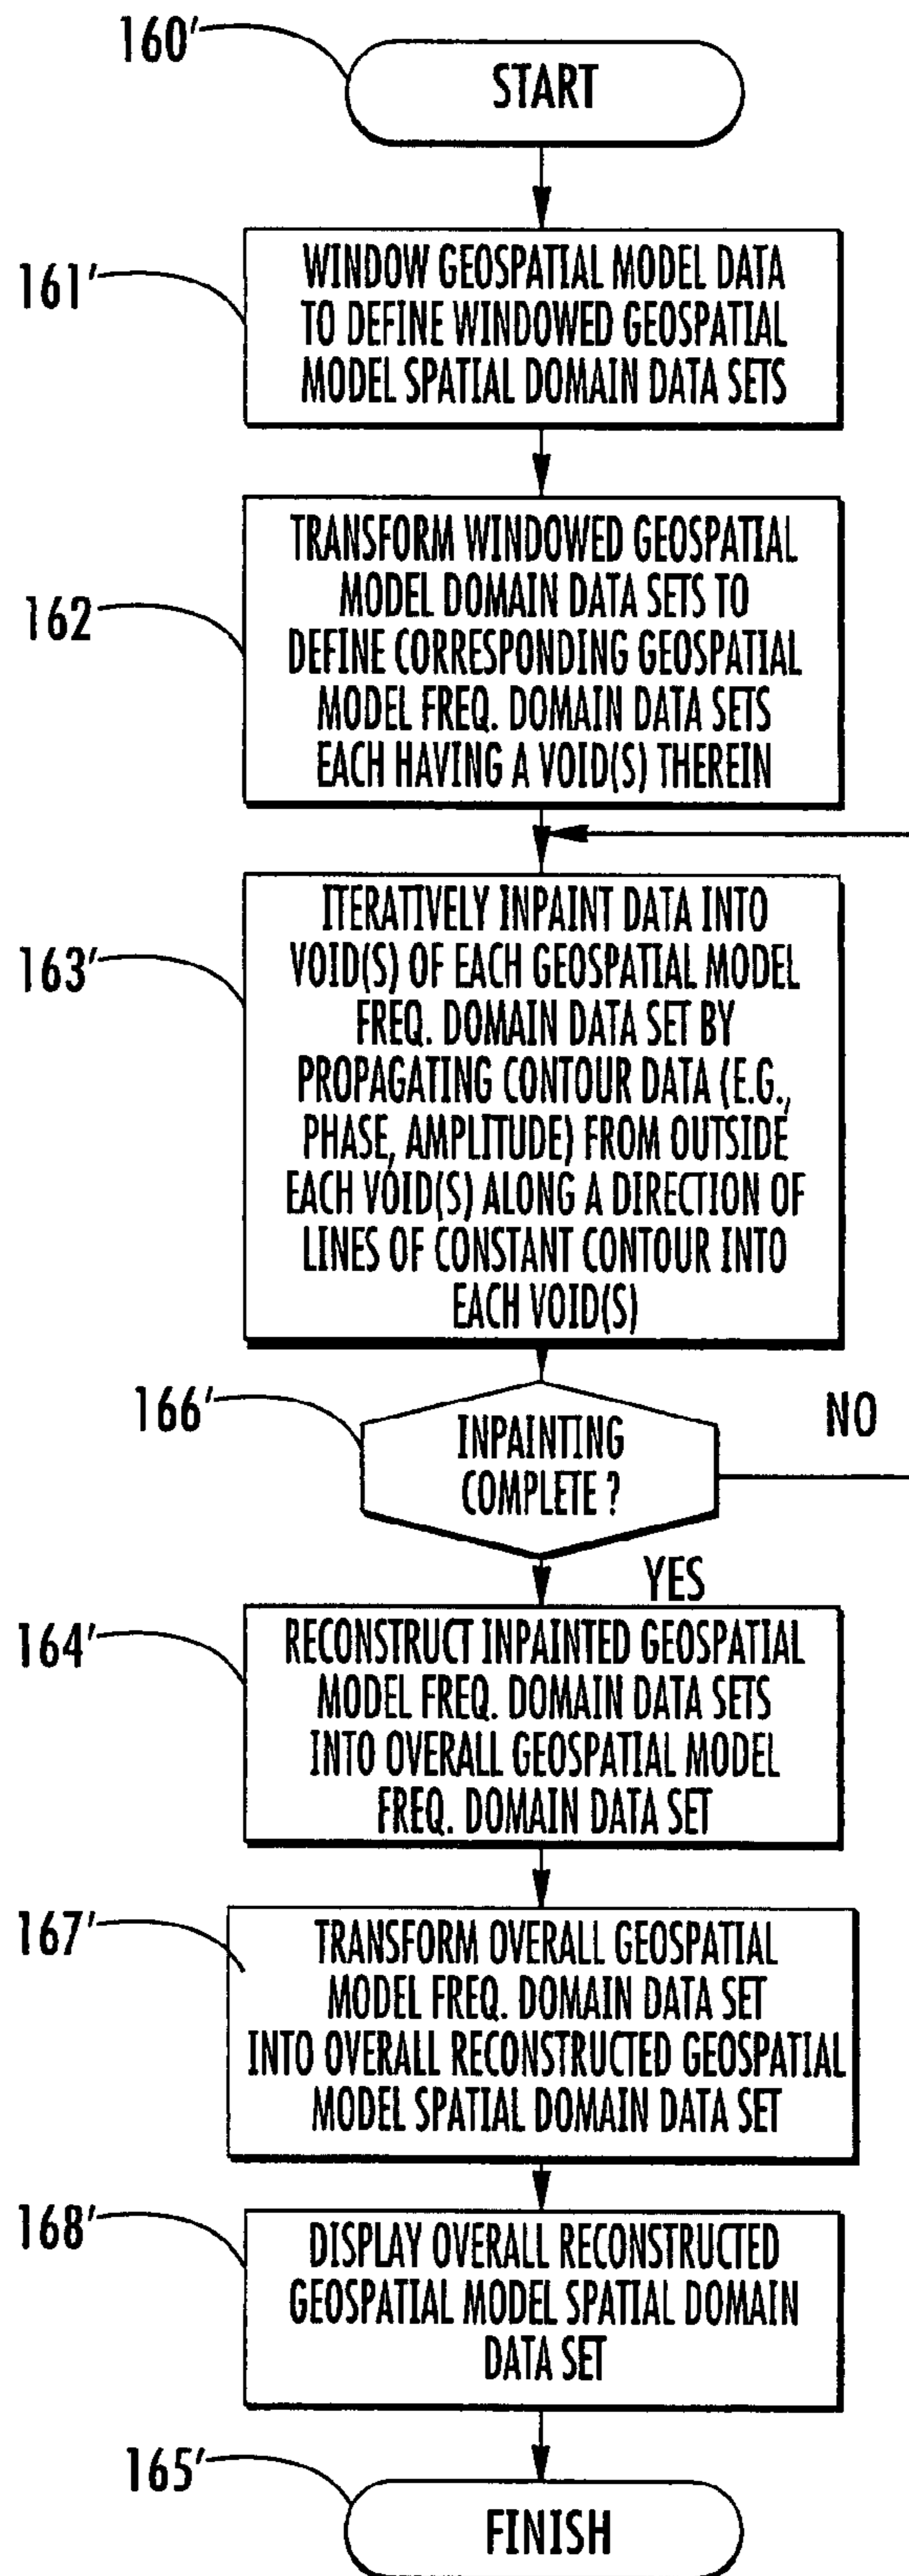 160'
START
161'
WINDOW GEOSPATIAL MODEL DATA
TO DEFINE WINDOWED GEOSPATIAL
MODEL SPATIAL DOMAIN DATA SETS
162
TRANSFORM WINDOWED GEOSPATIAL
MODEL DOMAIN DATA SETS TO
DEFINE CORRESPONDING GEOSPATIAL
MODEL FREQ. DOMAIN DATA SETS
EACH HAVING A VOID(S) THEREIN
163'
ITERATIVELY INPAINT DATA INTO
VOID(S) OF EACH GEOSPATIAL MODEL
FREQ. DOMAIN DATA SET BY
PROPAGATING CONTOUR DATA (E.G.,
PHASE, AMPLITUDE) FROM OUTSIDE
EACH VOID(S) ALONG A DIRECTION OF
LINES OF CONSTANT CONTOUR INTO
EACH VOID(S)
166'
INPAINTING
COMPLETE ?
NO
YES
164'
RECONSTRUCT INPAINTED GEOSPATIAL
MODEL FREQ. DOMAIN DATA SETS
INTO OVERALL GEOSPATIAL MODEL
FREQ. DOMAIN DATA SET
167'
TRANSFORM OVERALL GEOSPATIAL
MODEL FREQ. DOMAIN DATA SET
INTO OVERALL RECONSTRUCTED GEOSPATIAL
MODEL SPATIAL DOMAIN DATA SET
168'
DISPLAY OVERALL RECONSTRUCTED
GEOSPATIAL MODEL SPATIAL DOMAIN
DATA SET
165'
FINISH